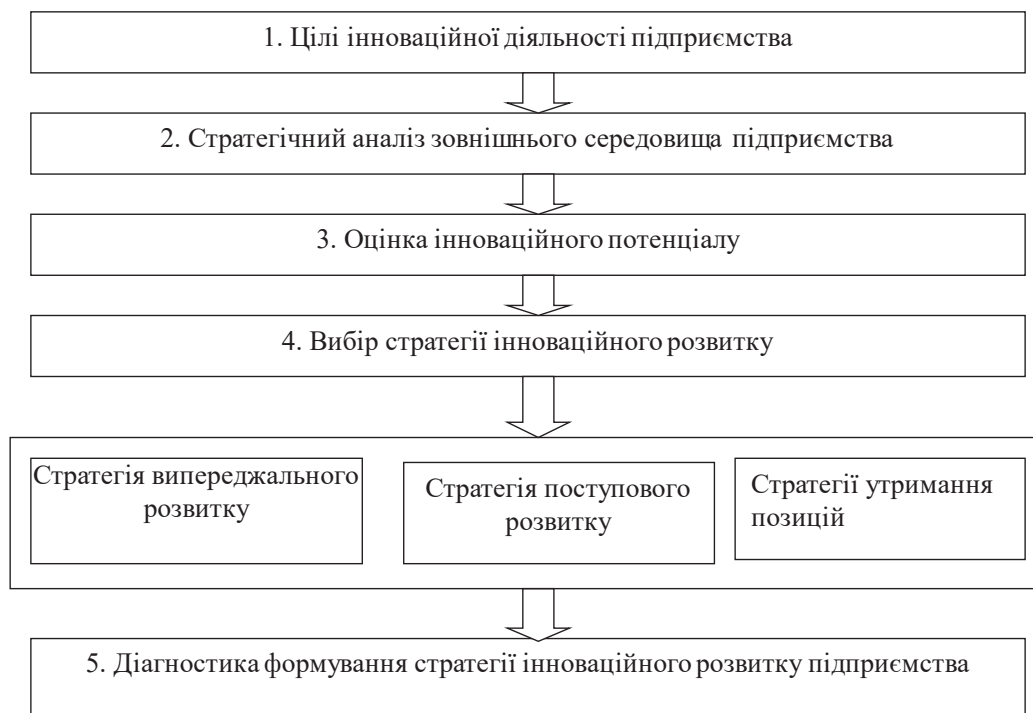 1. Цілі інноваційної діяльності підприємства
2. Стратегічний аналіз зовнішнього середовища підприємства
3. Оцінка інноваційного потенціалу
4. Вибір стратегії інноваційного розвитку
Стратегія випереджального
розвитку
Стратегія поступового
розвитку
Стратегії утримання
позицій
5. Діагностика формування стратегії інноваційного розвитку підприємства